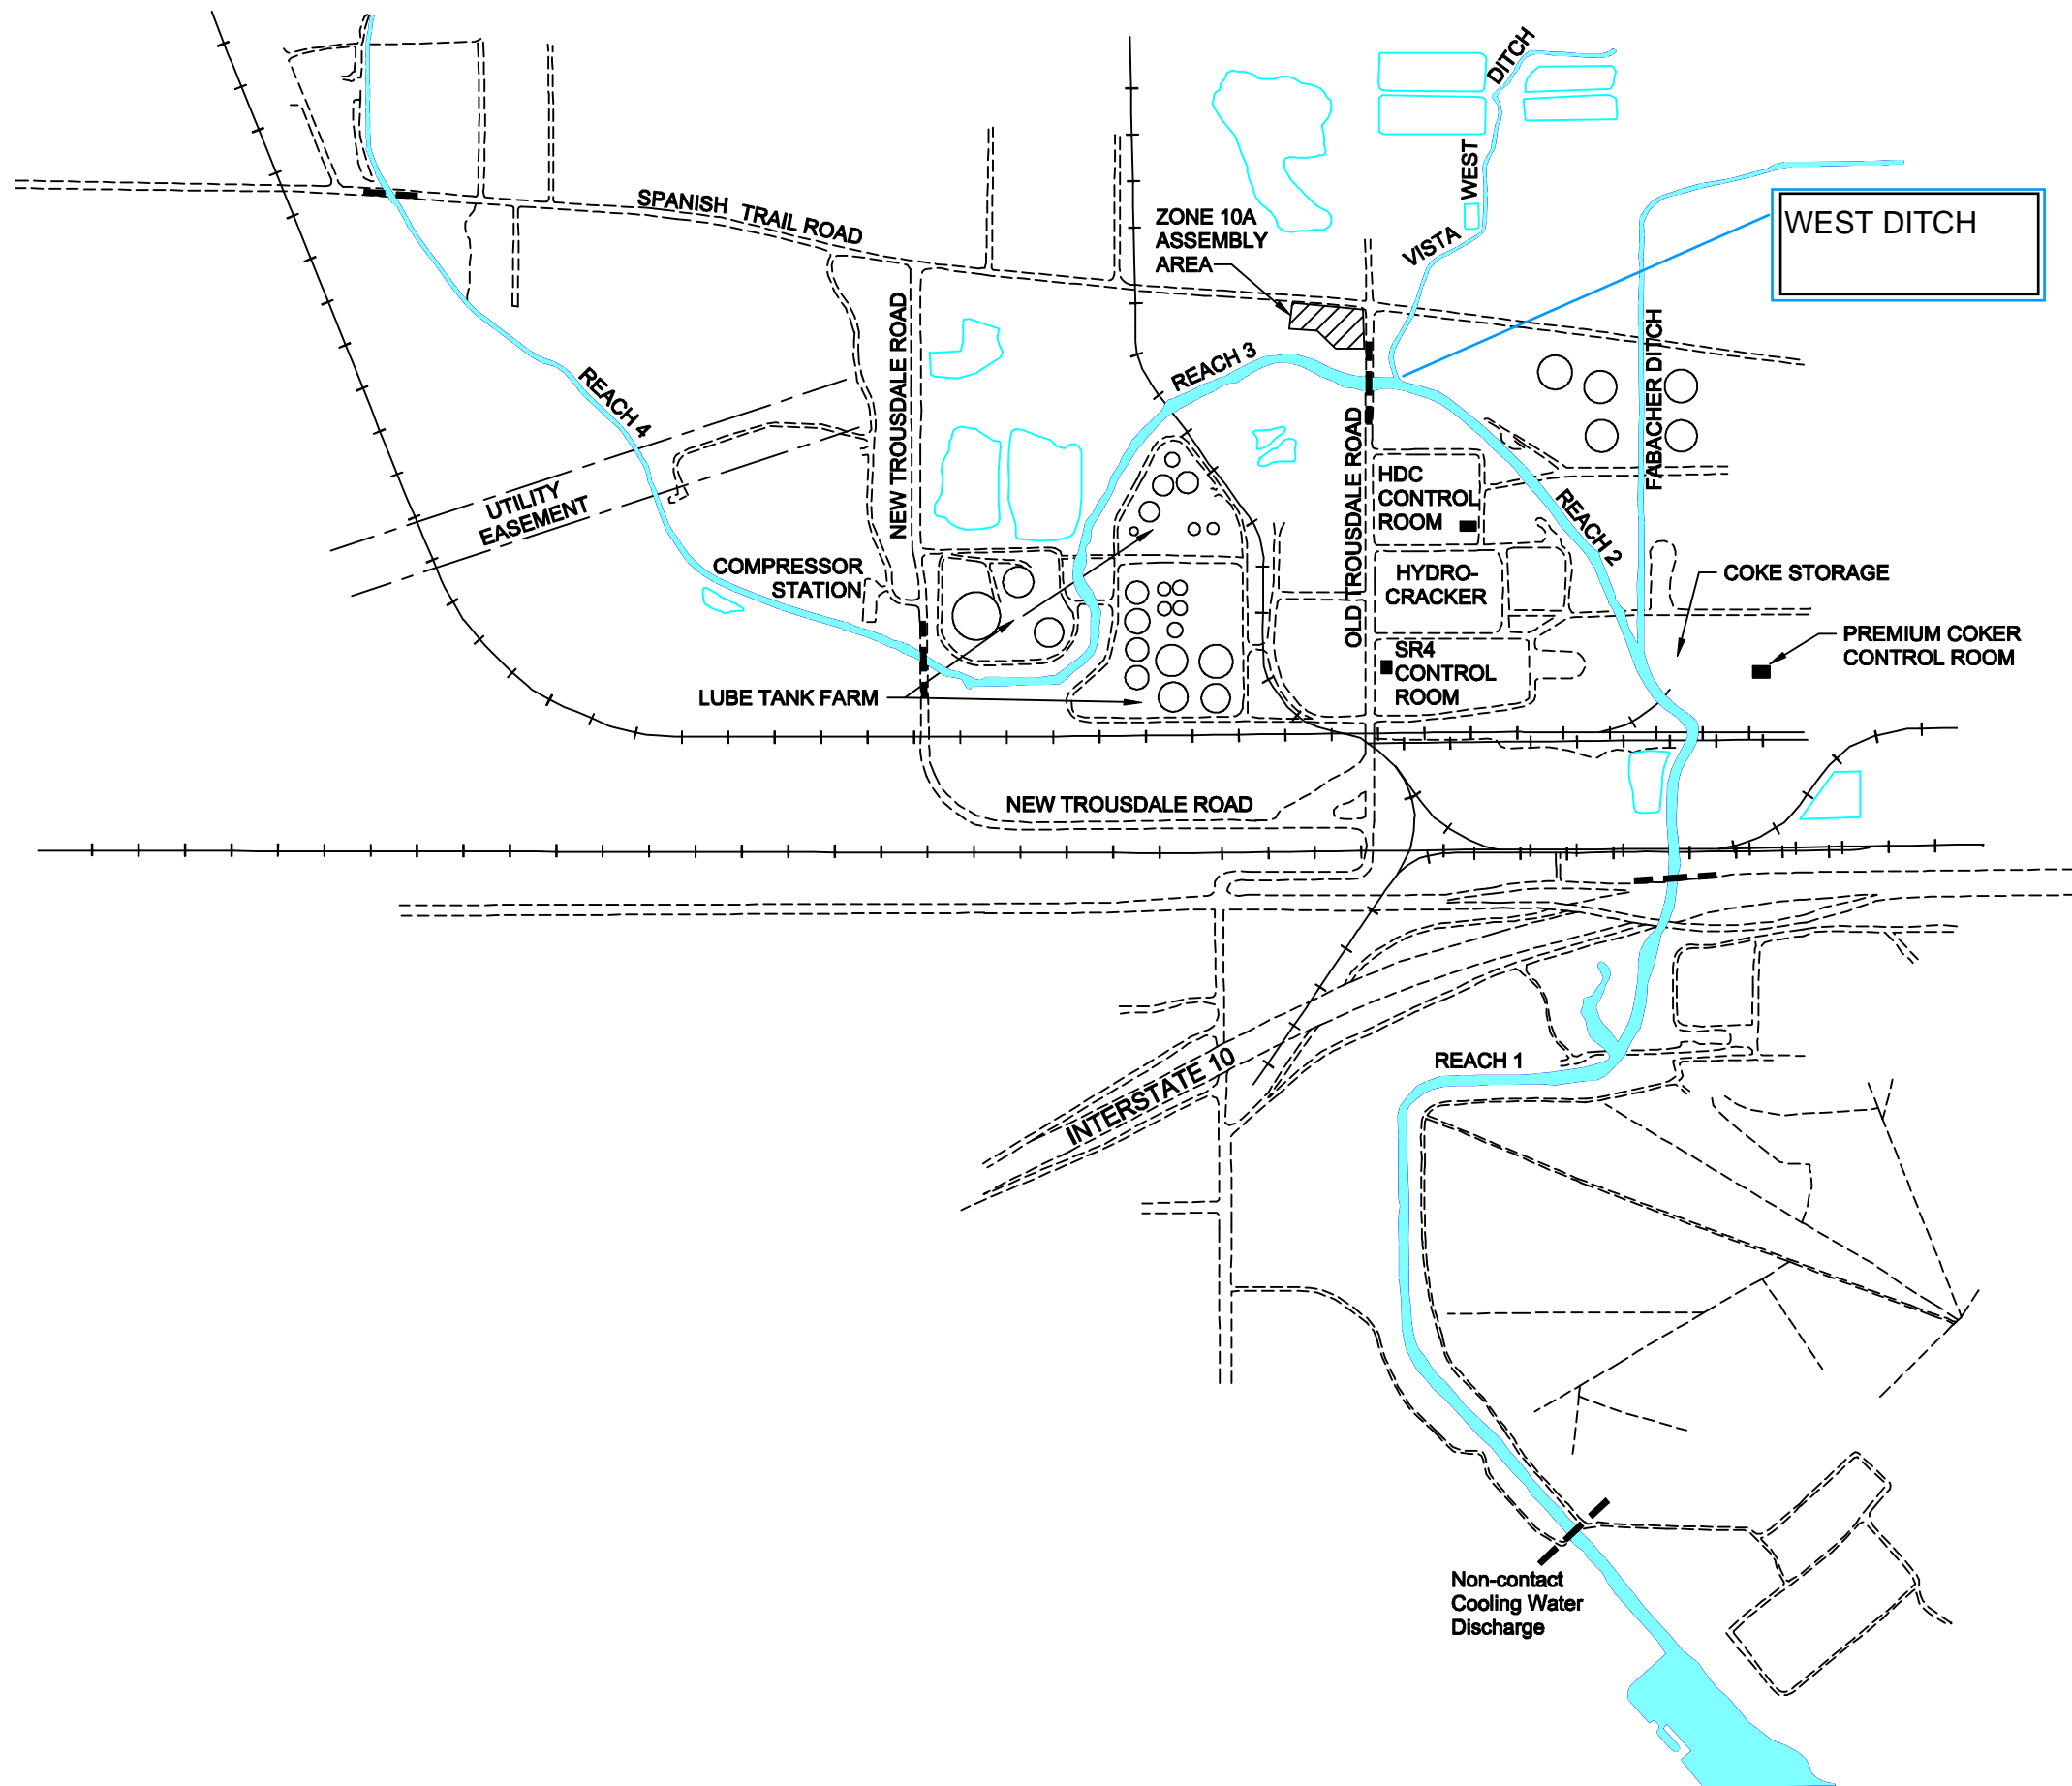 DITCH
WEST
VISTA
WEST DITCH
SPANISH TRAIL ROAD
ZONE 10A
ASSEMBLY
AREA
NEW TROUSDALE ROAD
REACH 3
FABACHER DITCH
REACH 4
OLD TROUSDALE ROAD
HDC
CONTROL
ROOM
REACH 2
UTILITY
EASEMENT
COMPRESSOR
STATION
HYDRO-
CRACKER
COKE STORAGE
PREMIUM COKER
CONTROL ROOM
SR4
CONTROL
ROOM
LUBE TANK FARM
NEW TROUSDALE ROAD
REACH 1
INTERSTATE 10
Non-contact
Cooling Water
Discharge